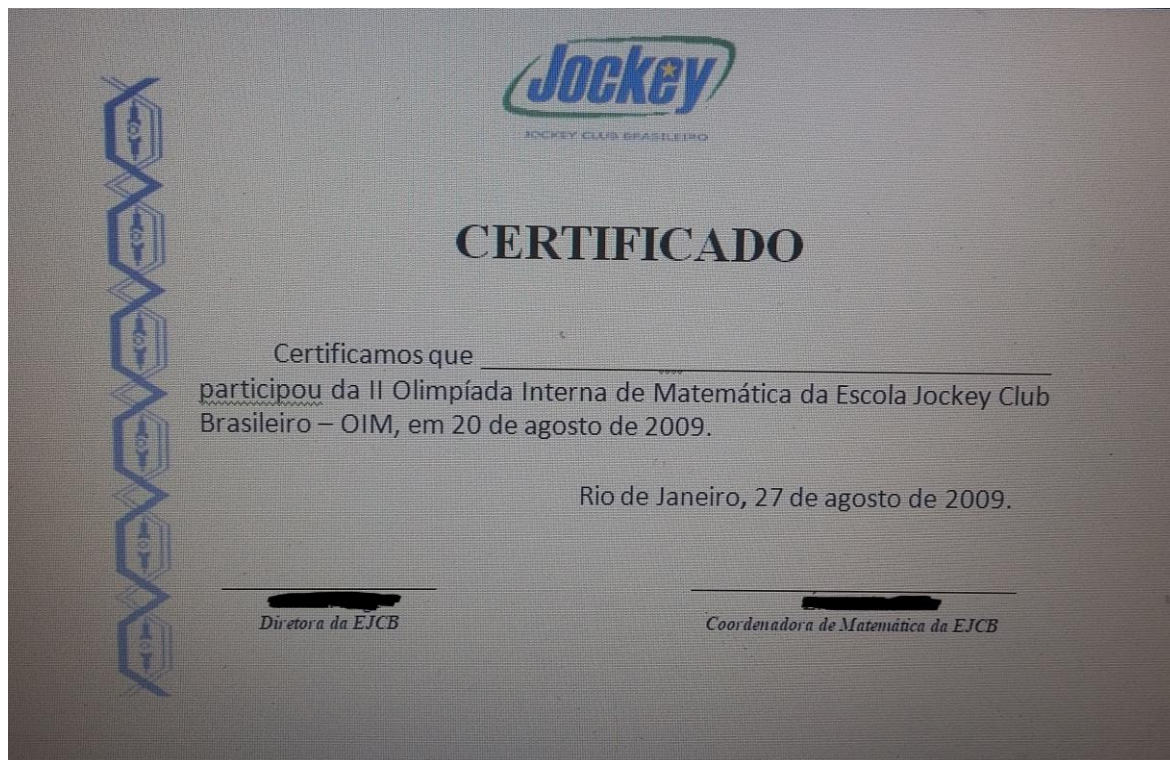 Jockey
JOCKEY CLUB BRASILEIRO
CERTIFICADO
Certificamos que
participou da II Olimpíada Interna de Matemática da Escola Jockey Club
Brasileiro – OIM, em 20 de agosto de 2009.
Rio de Janeiro, 27 de agosto de 2009.
Diretora da EJCB
Coordenadora de Matemática da EJCB